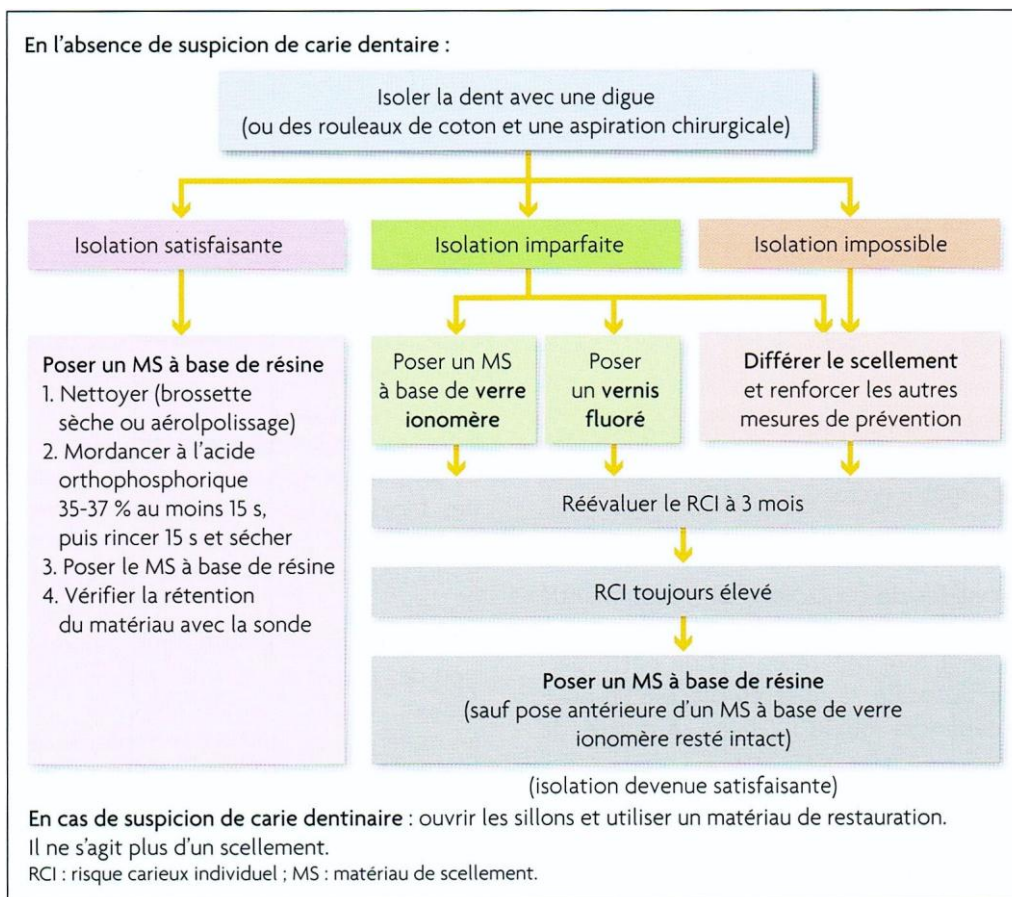 En l'absence de suspicion de carie dentaire :
Isoler la dent avec une digue
(ou des rouleaux de coton et une aspiration chirurgicale)
Isolation satisfaisante
Isolation imparfaite
Isolation impossible
Poser un MS à base de résine
1. Nettoyer (brossette
sèche ou aérolpolissage)
2. Mordancer à l'acide
orthophosphorique
35-37 % au moins 15 s,
puis rincer 15 s et sécher
3. Poser le MS à base de résine
4. Vérifier la rétention
du matériau avec la sonde
Poser un MS
à base de verre
ionomère
Poser
un vernis
fluoré
Différer le scellement
et renforcer les autres
mesures de prévention
Réévaluer le RCI à 3 mois
RCI toujours élevé
Poser un MS à base de résine
(sauf pose antérieure d'un MS à base de verre
ionomère resté intact)
(isolation devenue satisfaisante)
En cas de suspicion de carie dentinaire : ouvrir les sillons et utiliser un matériau de restauration.
Il ne s'agit plus d'un scellement.
RCI : risque carieux individuel ; MS : matériau de scellement.